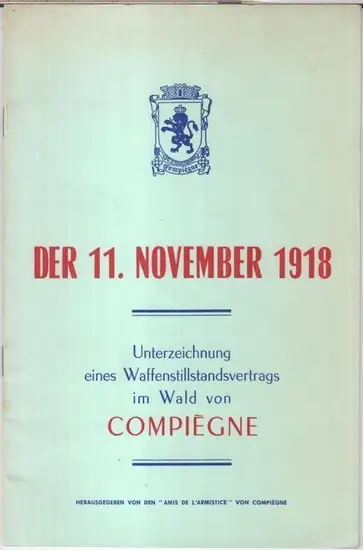 Compiègne
DER 11. NOVEMBER 1918
Unterzeichnung
eines Waffenstillstandsvertrags
im Wald von
COMPIÈGNE
HERAUSGEGEBEN VON DEN "AMIS DE L'ARMISTICE" VON COMPIÈGNE